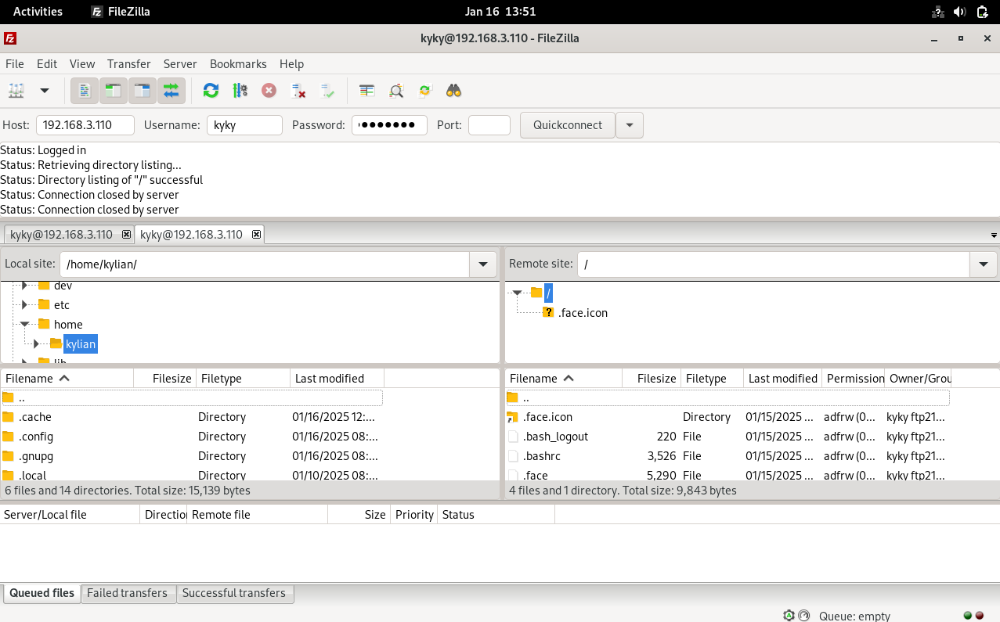 Activities FileZilla Jan 16 13:51
kyky@192.168.3.110 - FileZilla
File Edit View Transfer Server Bookmarks Help
Host: 192.168.3.110 Username: kyky Password: ●●●●●●● Port: Quickconnect
Status: Logged in
Status: Retrieving directory listing...
Status: Directory listing of "/" successful
Status: Connection closed by server
Status: Connection closed by server
kyky@192.168.3.110 kyky@192.168.3.110
Local site: /home/kylian/
dev
etc
home
kylian
lib
Remote site: /
/
? .face.icon
Filename Filesize Filetype Last modified
..
.cache Directory 01/16/2025 12:...
.config Directory 01/16/2025 08:...
.gnupg Directory 01/16/2025 08:...
.local Directory 01/10/2025 08:...
6 files and 14 directories. Total size: 15,139 bytes
Filename Filesize Filetype Last modified Permission Owner/Grou
..
.face.icon Directory 01/15/2025 ... adfrw (0... kyky ftp21...
.bash_logout 220 File 01/15/2025 ... adfrw (0... kyky ftp21...
.bashrc 3,526 File 01/15/2025 ... adfrw (0... kyky ftp21...
.face 5,290 File 01/15/2025 ... adfrw (0... kyky ftp21...
4 files and 1 directory. Total size: 9,843 bytes
Server/Local file Direction Remote file Size Priority Status
Queued files Failed transfers Successful transfers
Queue: empty